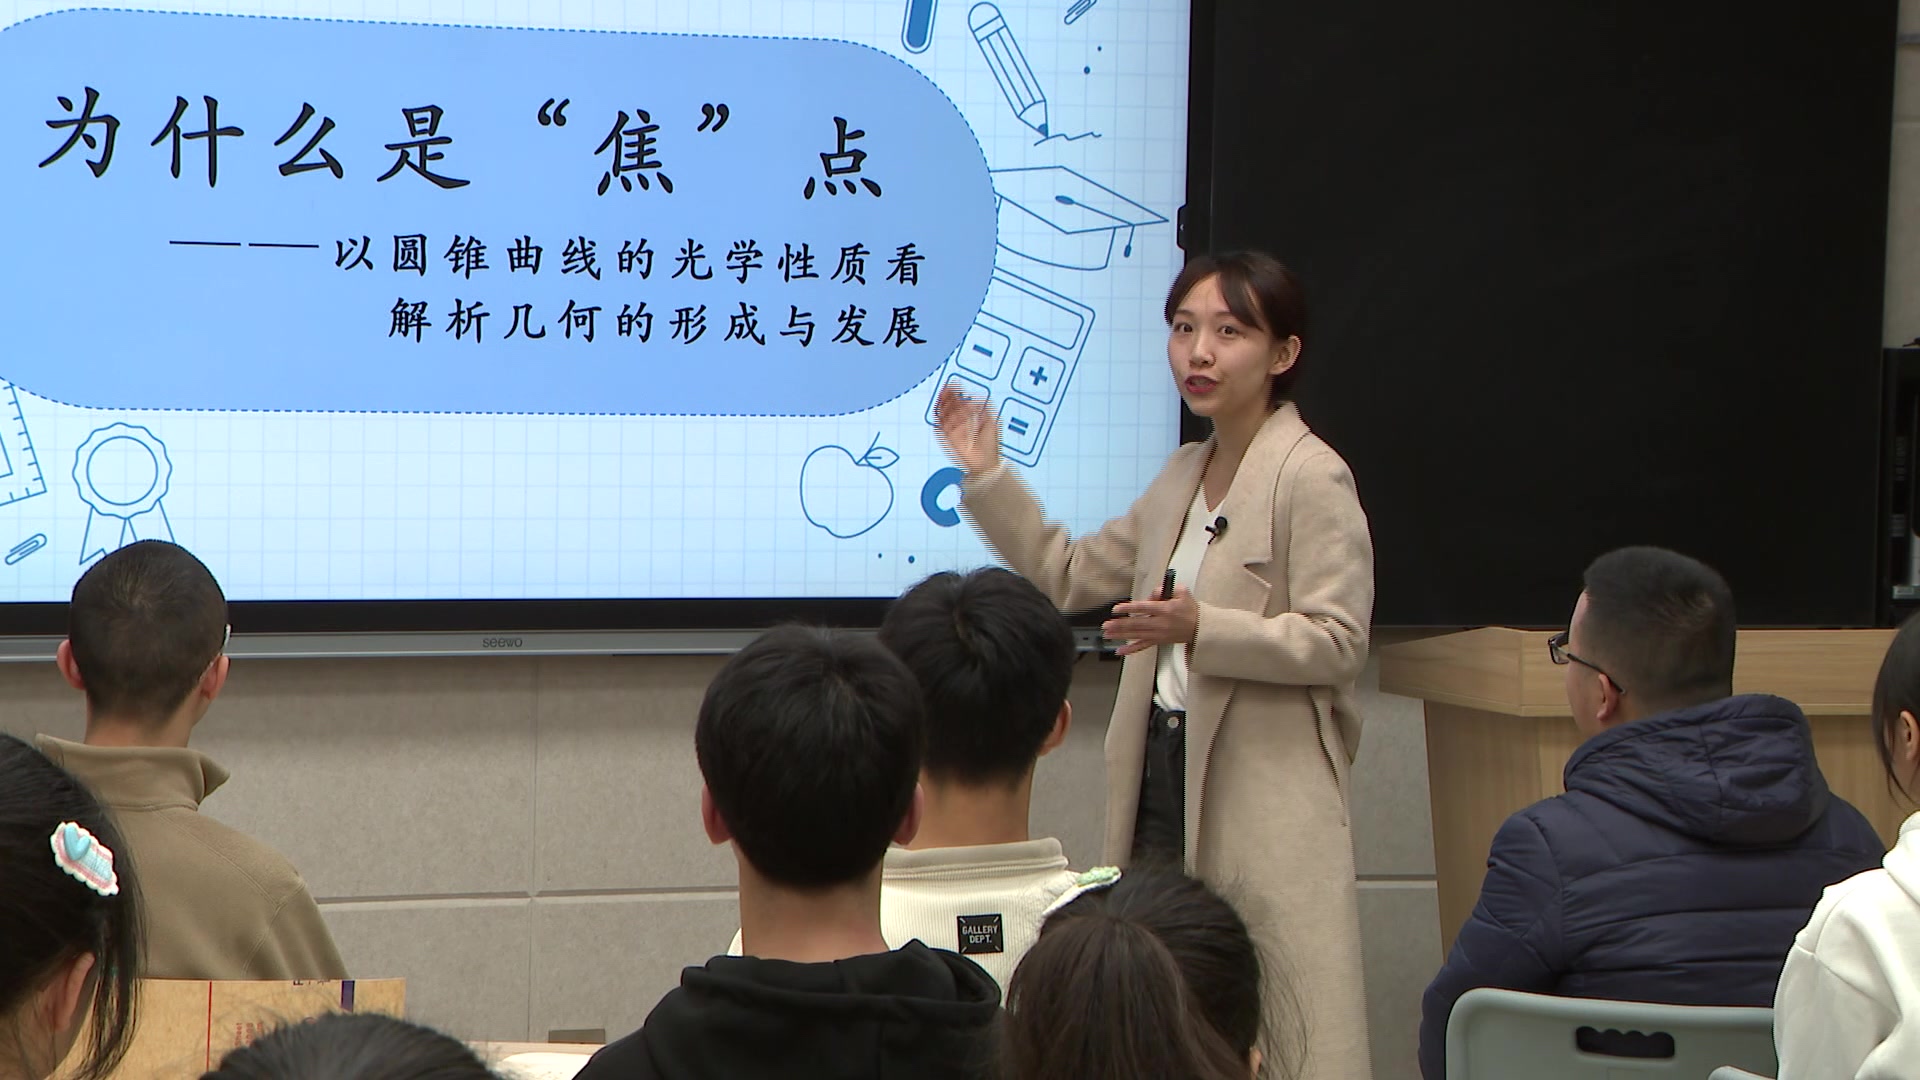 为什么是“焦”点
——以圆锥曲线的光学性质看
解析几何的形成与发展
seewo
GALLERY
DEPT.